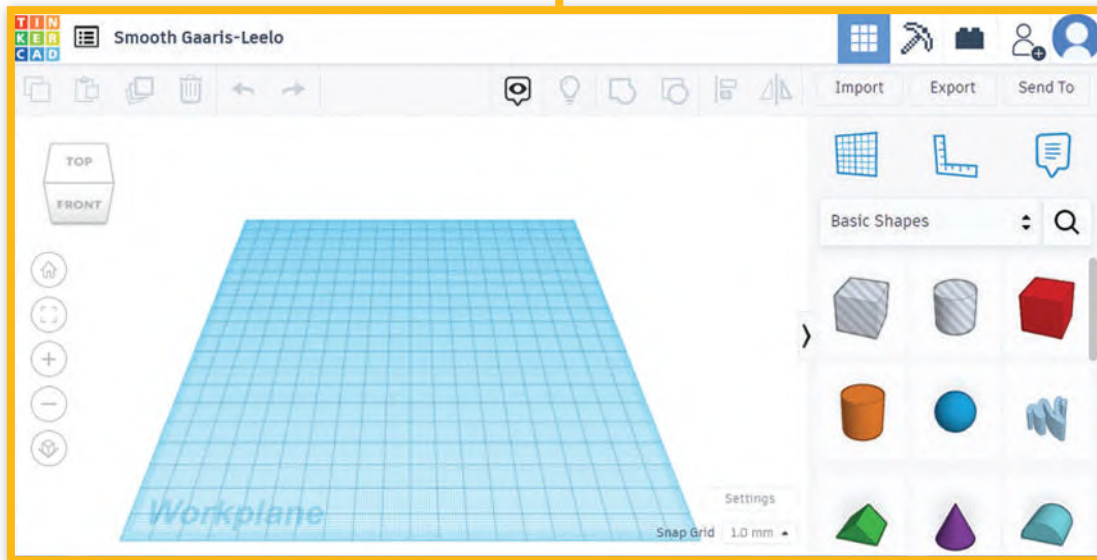 TIN
KER
CAD
Smooth Gaaris-Leelo
Import Export Send To
TOP
FRONT
Basic Shapes
Workplane
Settings
Snap Grid 1.0 mm